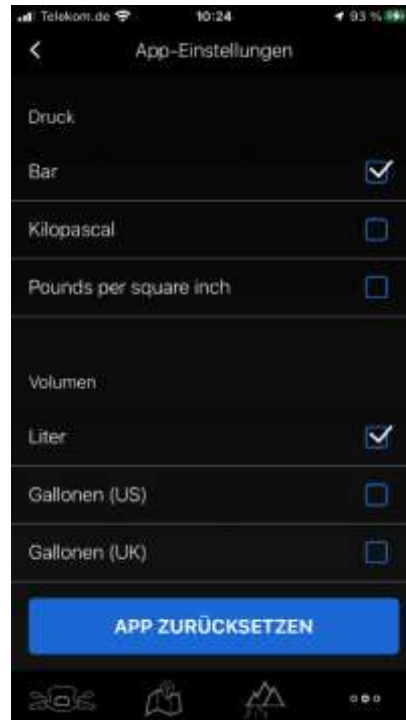 Telekom.de 10:24 93 %
App-Einstellungen
Druck
Bar
Kilopascal
Pounds per square inch
Volumen
Liter
Gallonen (US)
Gallonen (UK)
APP ZURÜCKSETZEN